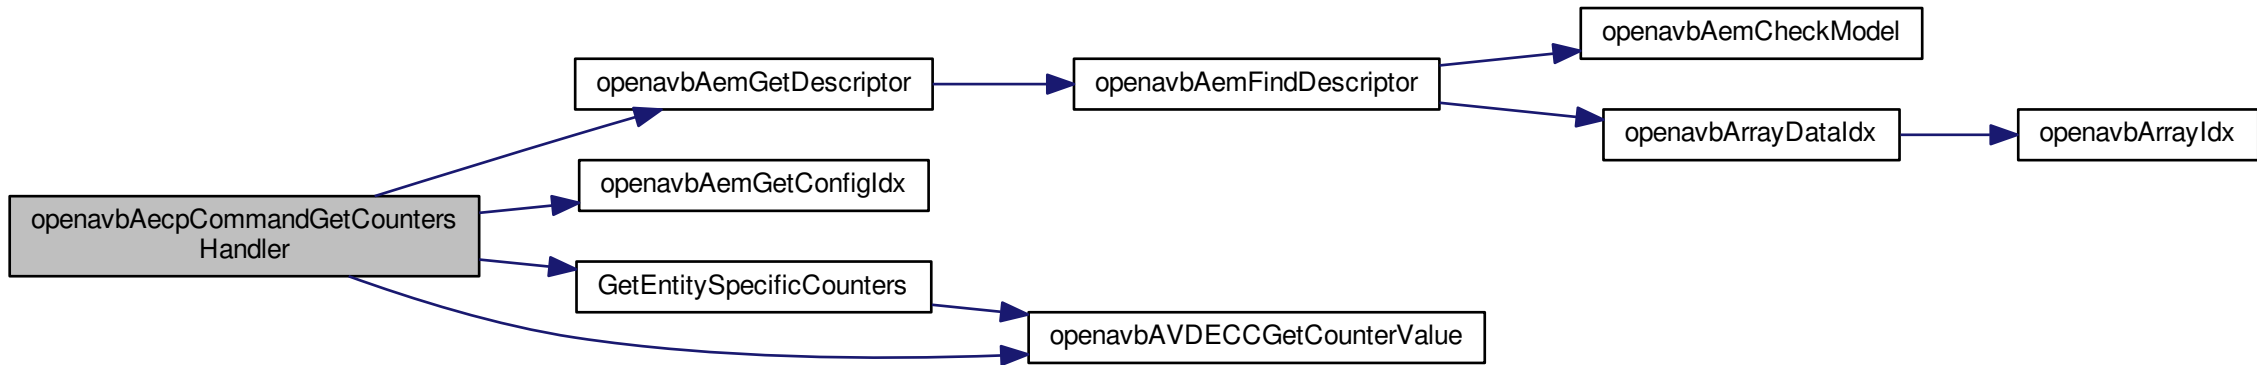 openavbAecpCommandGetCounters
Handler
openavbAemGetDescriptor
openavbAemGetConfigIdx
GetEntitySpecificCounters
openavbAemFindDescriptor
openavbAVDECCGetCounterValue
openavbAemCheckModel
openavbArrayDataIdx
openavbArrayIdx